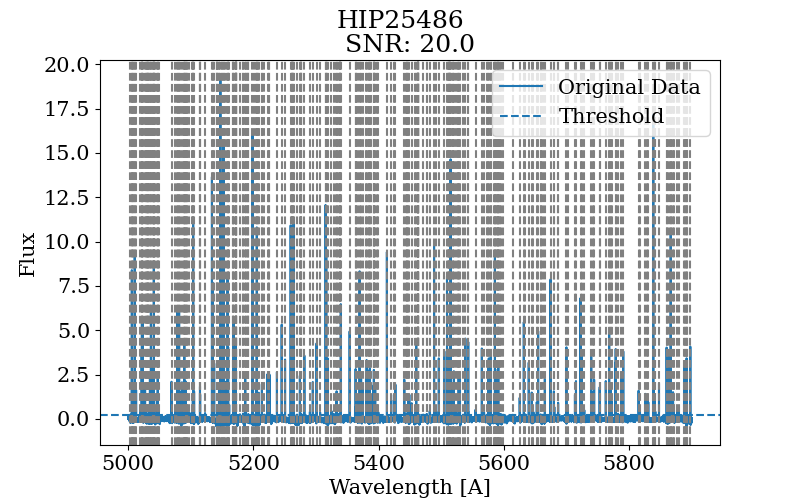 HIP25486
SNR: 20.0
Original Data
Threshold
20.0
17.5
15.0
12.5
10.0
7.5
5.0
2.5
0.0
Flux
5000 5200 5400 5600 5800
Wavelength [A]